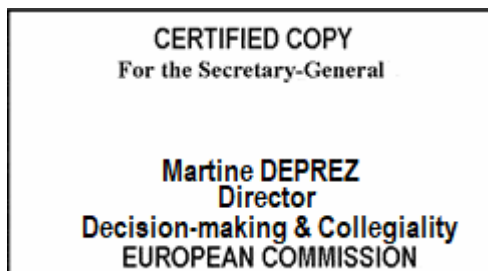 CERTIFIED COPY
For the Secretary-General
Martine DEPREZ
Director
Decision-making & Collegiality
EUROPEAN COMMISSION